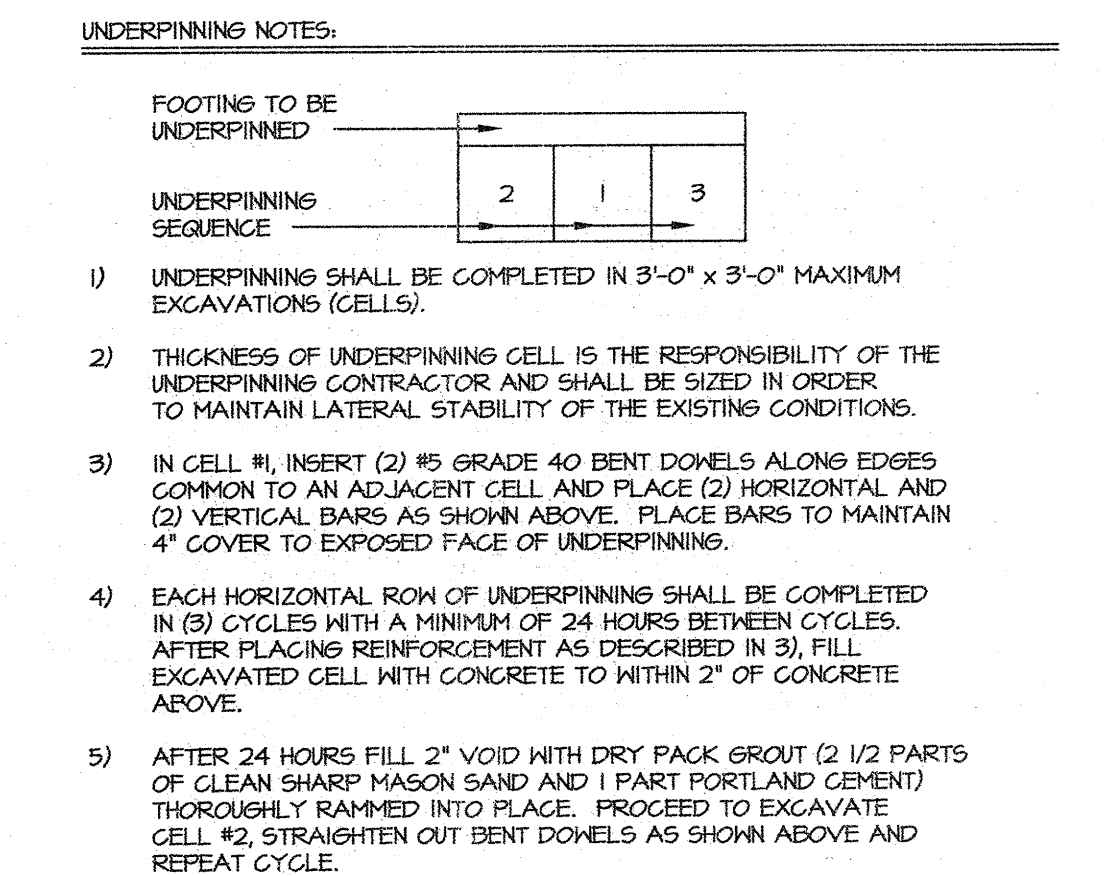 UNDERPINNING NOTES:
FOOTING TO BE
UNDERPINNED
2 1 3
UNDERPINNING
SEQUENCE
1) UNDERPINNING SHALL BE COMPLETED IN 3'-0" x 3'-0" MAXIMUM
EXCAVATIONS (CELLS).
2) THICKNESS OF UNDERPINNING CELL IS THE RESPONSIBILITY OF THE
UNDERPINNING CONTRACTOR AND SHALL BE SIZED IN ORDER
TO MAINTAIN LATERAL STABILITY OF THE EXISTING CONDITIONS.
3) IN CELL #1, INSERT (2) #5 GRADE 40 BENT DOWELS ALONG EDGES
COMMON TO AN ADJACENT CELL AND PLACE (2) HORIZONTAL AND
(2) VERTICAL BARS AS SHOWN ABOVE. PLACE BARS TO MAINTAIN
4" COVER TO EXPOSED FACE OF UNDERPINNING.
4) EACH HORIZONTAL ROW OF UNDERPINNING SHALL BE COMPLETED
IN (3) CYCLES WITH A MINIMUM OF 24 HOURS BETWEEN CYCLES.
AFTER PLACING REINFORCEMENT AS DESCRIBED IN 3), FILL
EXCAVATED CELL WITH CONCRETE TO WITHIN 2" OF CONCRETE
ABOVE.
5) AFTER 24 HOURS FILL 2" VOID WITH DRY PACK GROUT (2 1/2 PARTS
OF CLEAN SHARP MASON SAND AND 1 PART PORTLAND CEMENT)
THOROUGHLY RAMMED INTO PLACE. PROCEED TO EXCAVATE
CELL #2, STRAIGHTEN OUT BENT DOWELS AS SHOWN ABOVE AND
REPEAT CYCLE.